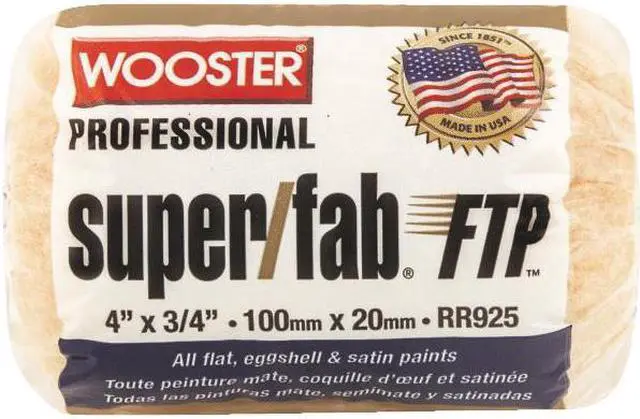 WOOSTER®
SINCE 1851™
MADE IN USA
PROFESSIONAL
super/fab® FTP™
4" x 3/4" • 100mm x 20mm • RR925
All flat, eggshell & satin paints
Toute peinture mate, coquille d'œuf et satinée
Todas las pinturas mate, semimate y satinadas